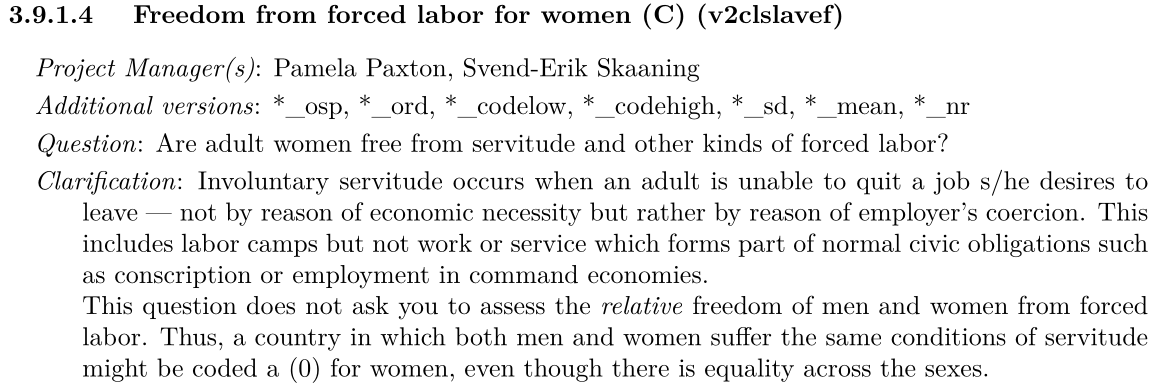 3.9.1.4 Freedom from forced labor for women (C) (v2clslavef)
Project Manager(s): Pamela Paxton, Svend-Erik Skaaning
Additional versions: *_osp, *_ord, *_codelow, *_codehigh, *_sd, *_mean, *_nr
Question: Are adult women free from servitude and other kinds of forced labor?
Clarification: Involuntary servitude occurs when an adult is unable to quit a job s/he desires to
leave — not by reason of economic necessity but rather by reason of employer's coercion. This
includes labor camps but not work or service which forms part of normal civic obligations such
as conscription or employment in command economies.
This question does not ask you to assess the relative freedom of men and women from forced
labor. Thus, a country in which both men and women suffer the same conditions of servitude
might be coded a (0) for women, even though there is equality across the sexes.